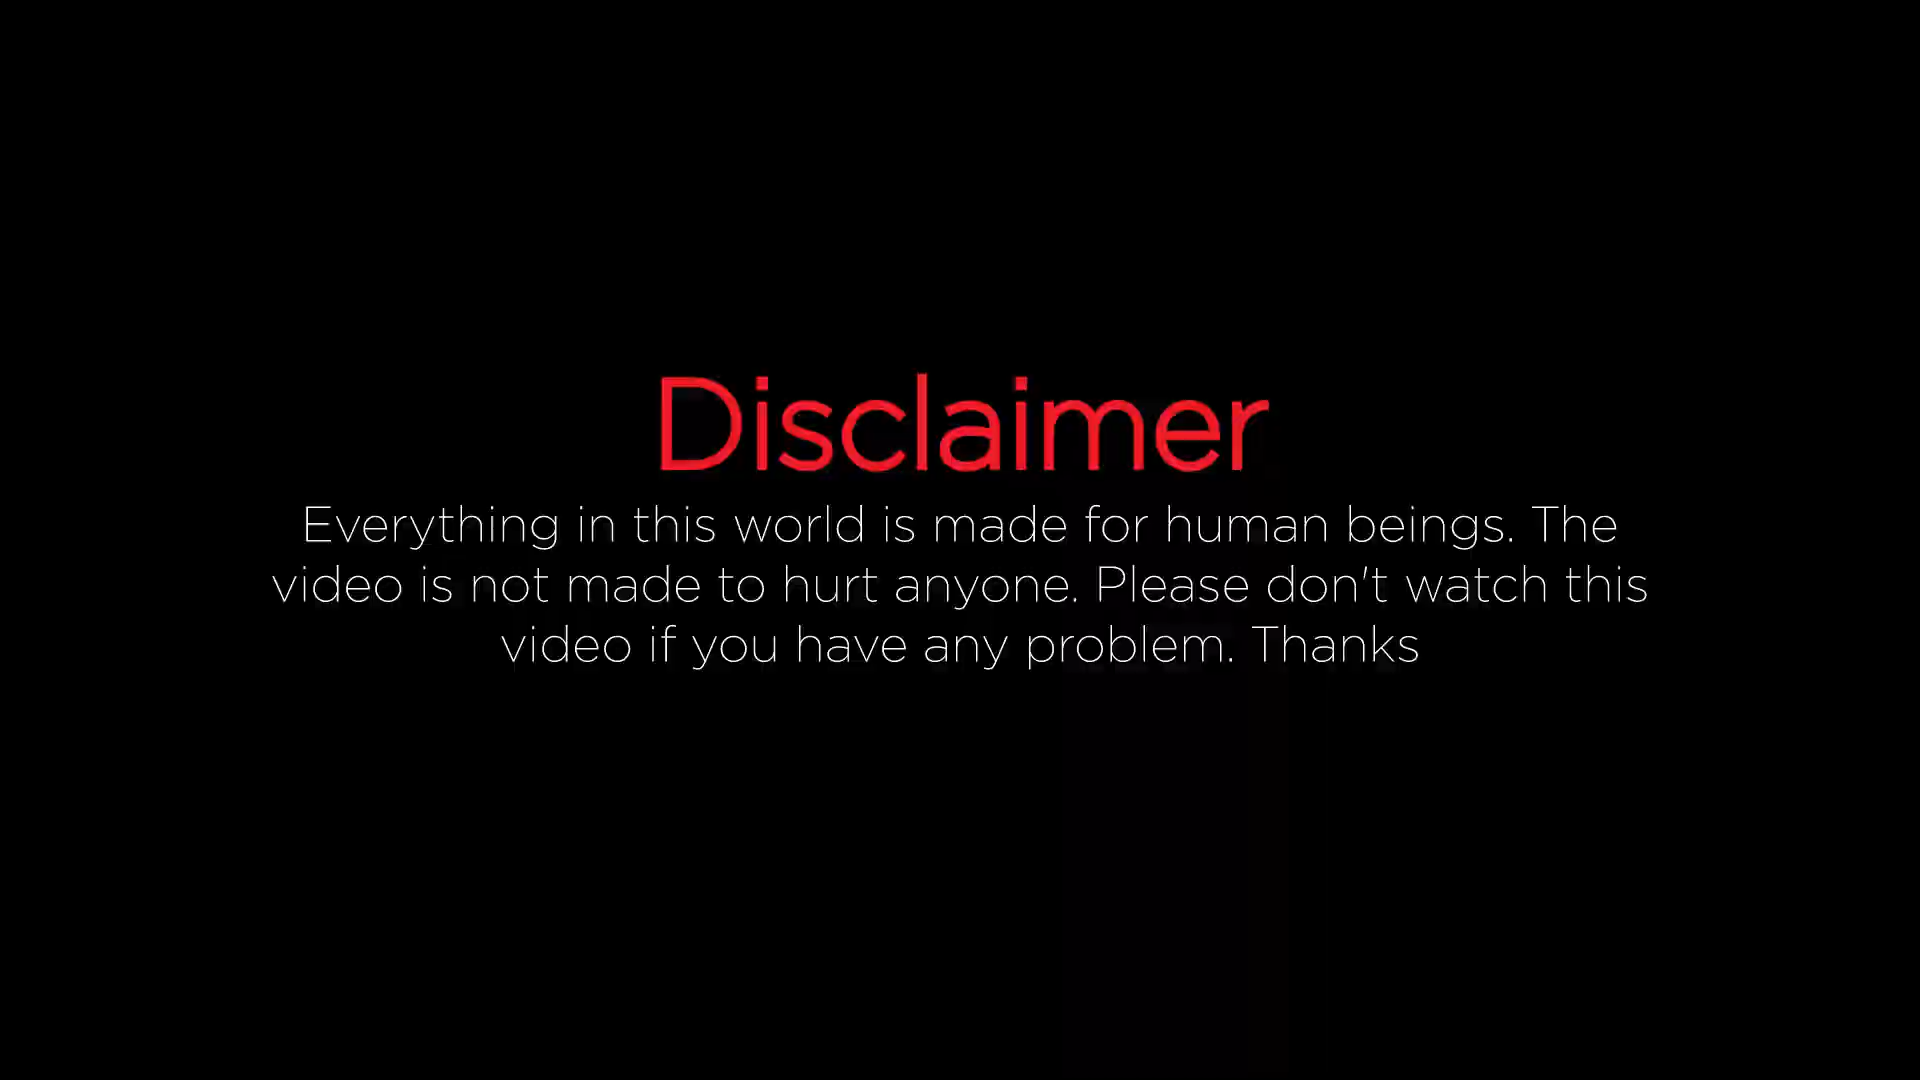 Disclaimer
Everything in this world is made for human beings. The
video is not made to hurt anyone. Please don't watch this
video if you have any problem. Thanks